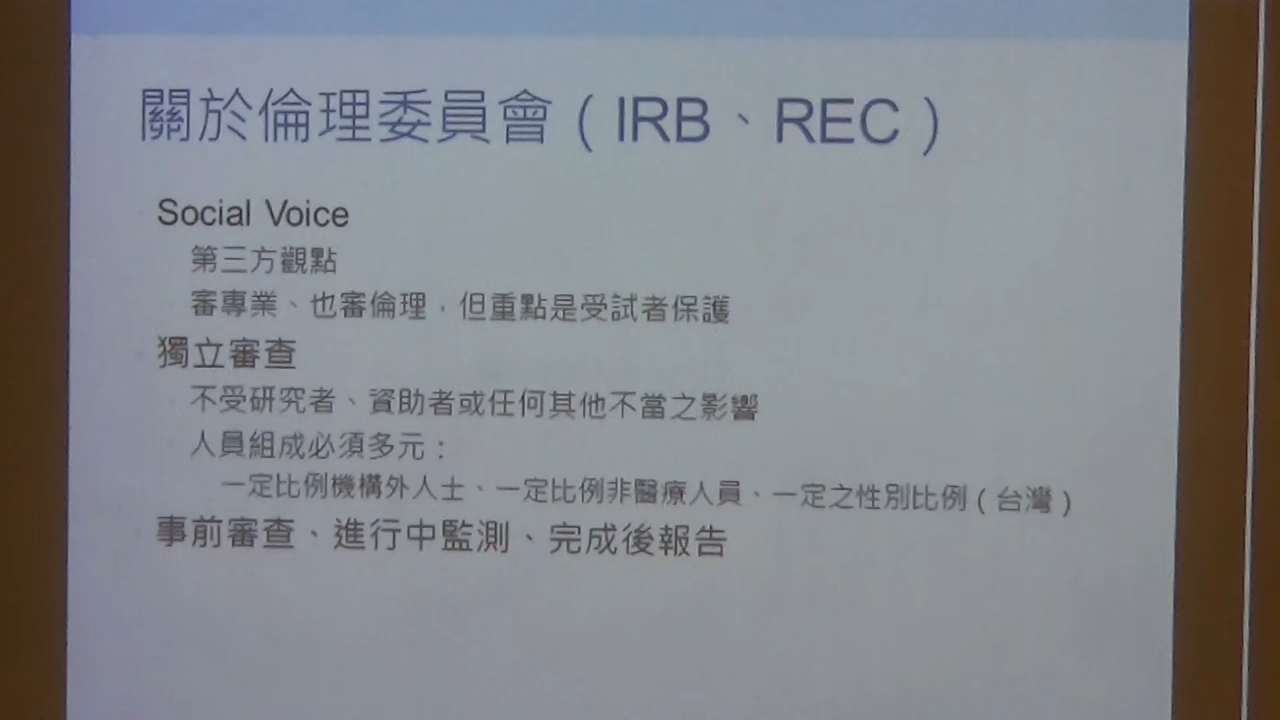 關於倫理委員會（IRB、REC）
Social Voice
第三方觀點
審專業、也審倫理，但重點是受試者保護
獨立審查
不受研究者、資助者或任何其他不當之影響
人員組成必須多元：
一定比例機構外人士、一定比例非醫療人員、一定之性別比例（台灣）
事前審查、進行中監測、完成後報告